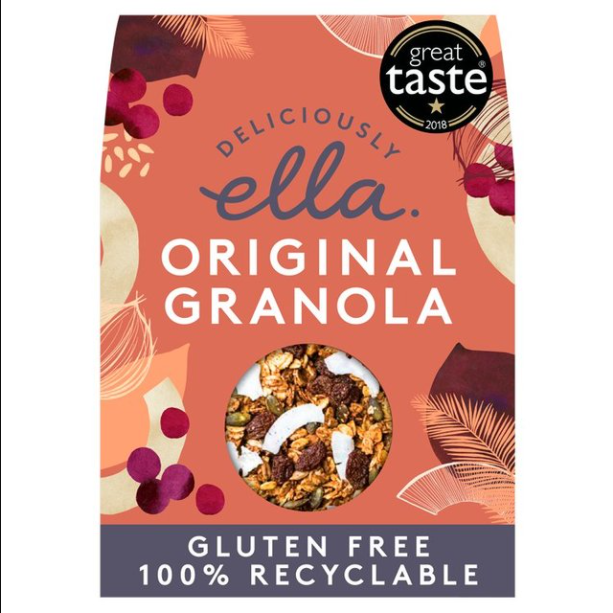 great
taste®
2018
DELICIOUSLY
ella.
ORIGINAL
GRANOLA
GLUTEN FREE
100% RECYCLABLE